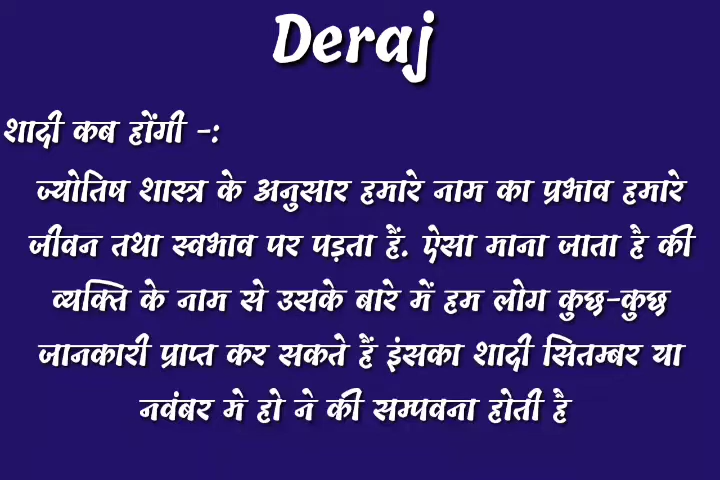 Deraj
शादी कब होंगी -:
ज्योतिष शास्त्र के अनुसार हमारे नाम का प्रभाव हमारे
जीवन तथा स्वभाव पर पड़ता हैं. ऐसा माना जाता है की
व्यक्ति के नाम से उसके बारे में हम लोग कुछ-कुछ
जानकारी प्राप्त कर सकते हैं इंसका शादी सितम्बर या
नवंबर मे हो ने की सम्पवना होती है